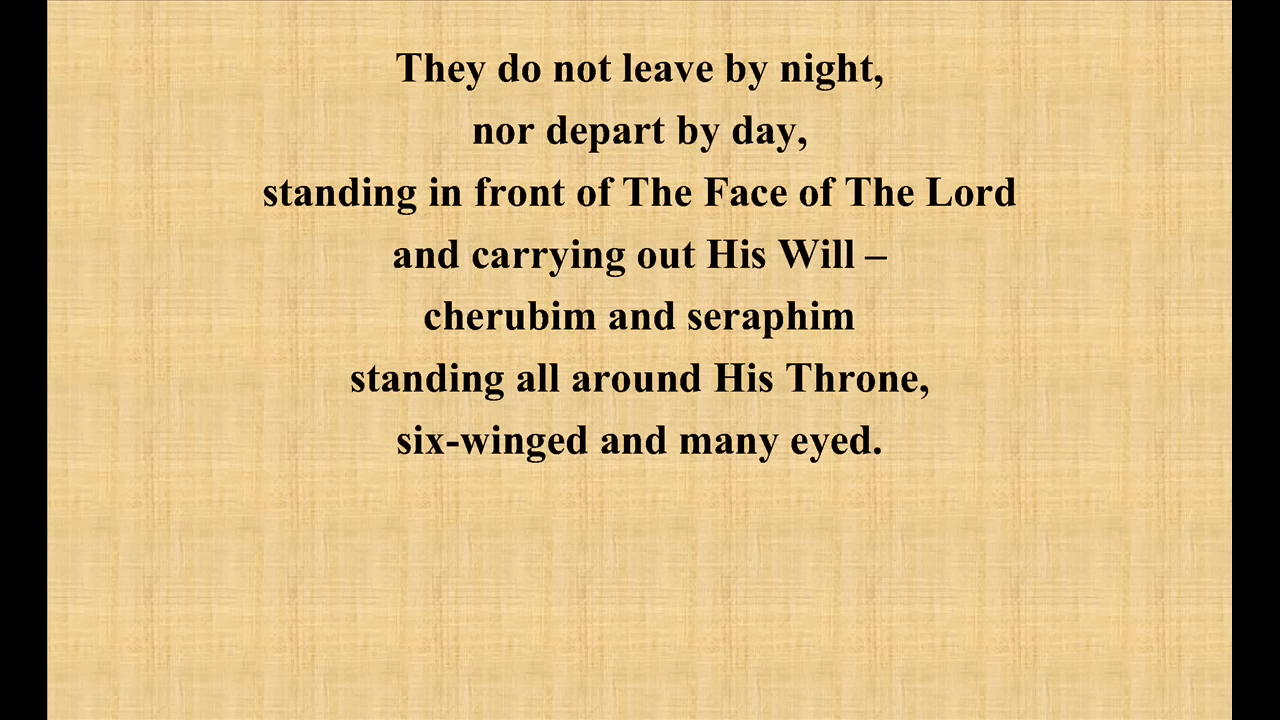 They do not leave by night,
nor depart by day,
standing in front of The Face of The Lord
and carrying out His Will –
cherubim and seraphim
standing all around His Throne,
six-winged and many eyed.